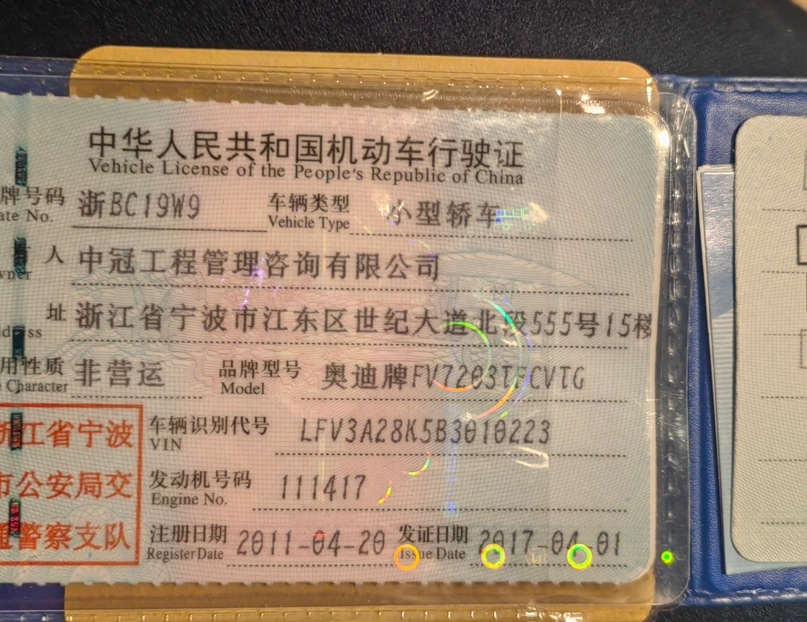 中华人民共和国机动车行驶证
Vehicle License of the People's Republic of China
牌号码 浙BC19W9 车辆类型 小型轿车
ate No. Vehicle Type
人 中冠工程管理咨询有限公司
wner
址 浙江省宁波市江东区世纪大道北段555号15楼
ddress
用性质 非营运 品牌型号 奥迪牌FV7203TFCVTG
Character Model
浙江省宁波 车辆识别代号 LFV3A28K5B3010223
VIN
市公安局交 发动机号码 111417
Engine No.
通警察支队 注册日期 2011-04-20 发证日期 2017-04-01
Register Date Issue Date